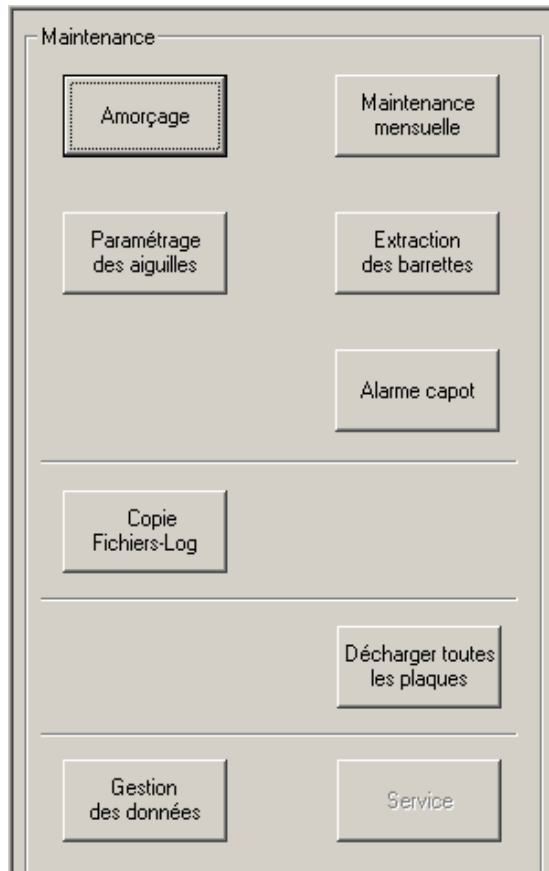 Maintenance
Amorçage
Maintenance
mensuelle
Paramétrage
des aiguilles
Extraction
des barrettes
Alarme capot
Copie
Fichiers-Log
Décharger toutes
les plaques
Gestion
des données
Service